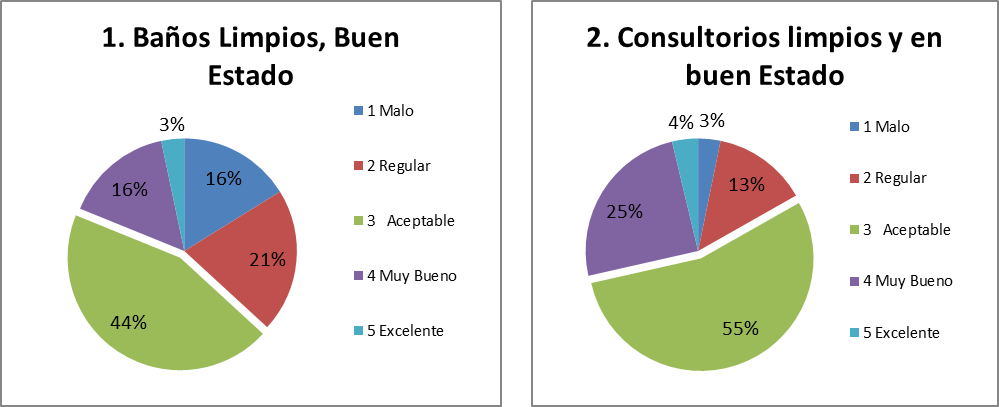 1. Baños Limpios, Buen
Estado
3%
16%
16%
21%
44%
1 Malo
2 Regular
3   Aceptable
4 Muy Bueno
5 Excelente
2. Consultorios limpios y en
buen Estado
4%
3%
13%
25%
55%
1 Malo
2 Regular
3   Aceptable
4 Muy Bueno
5 Excelente